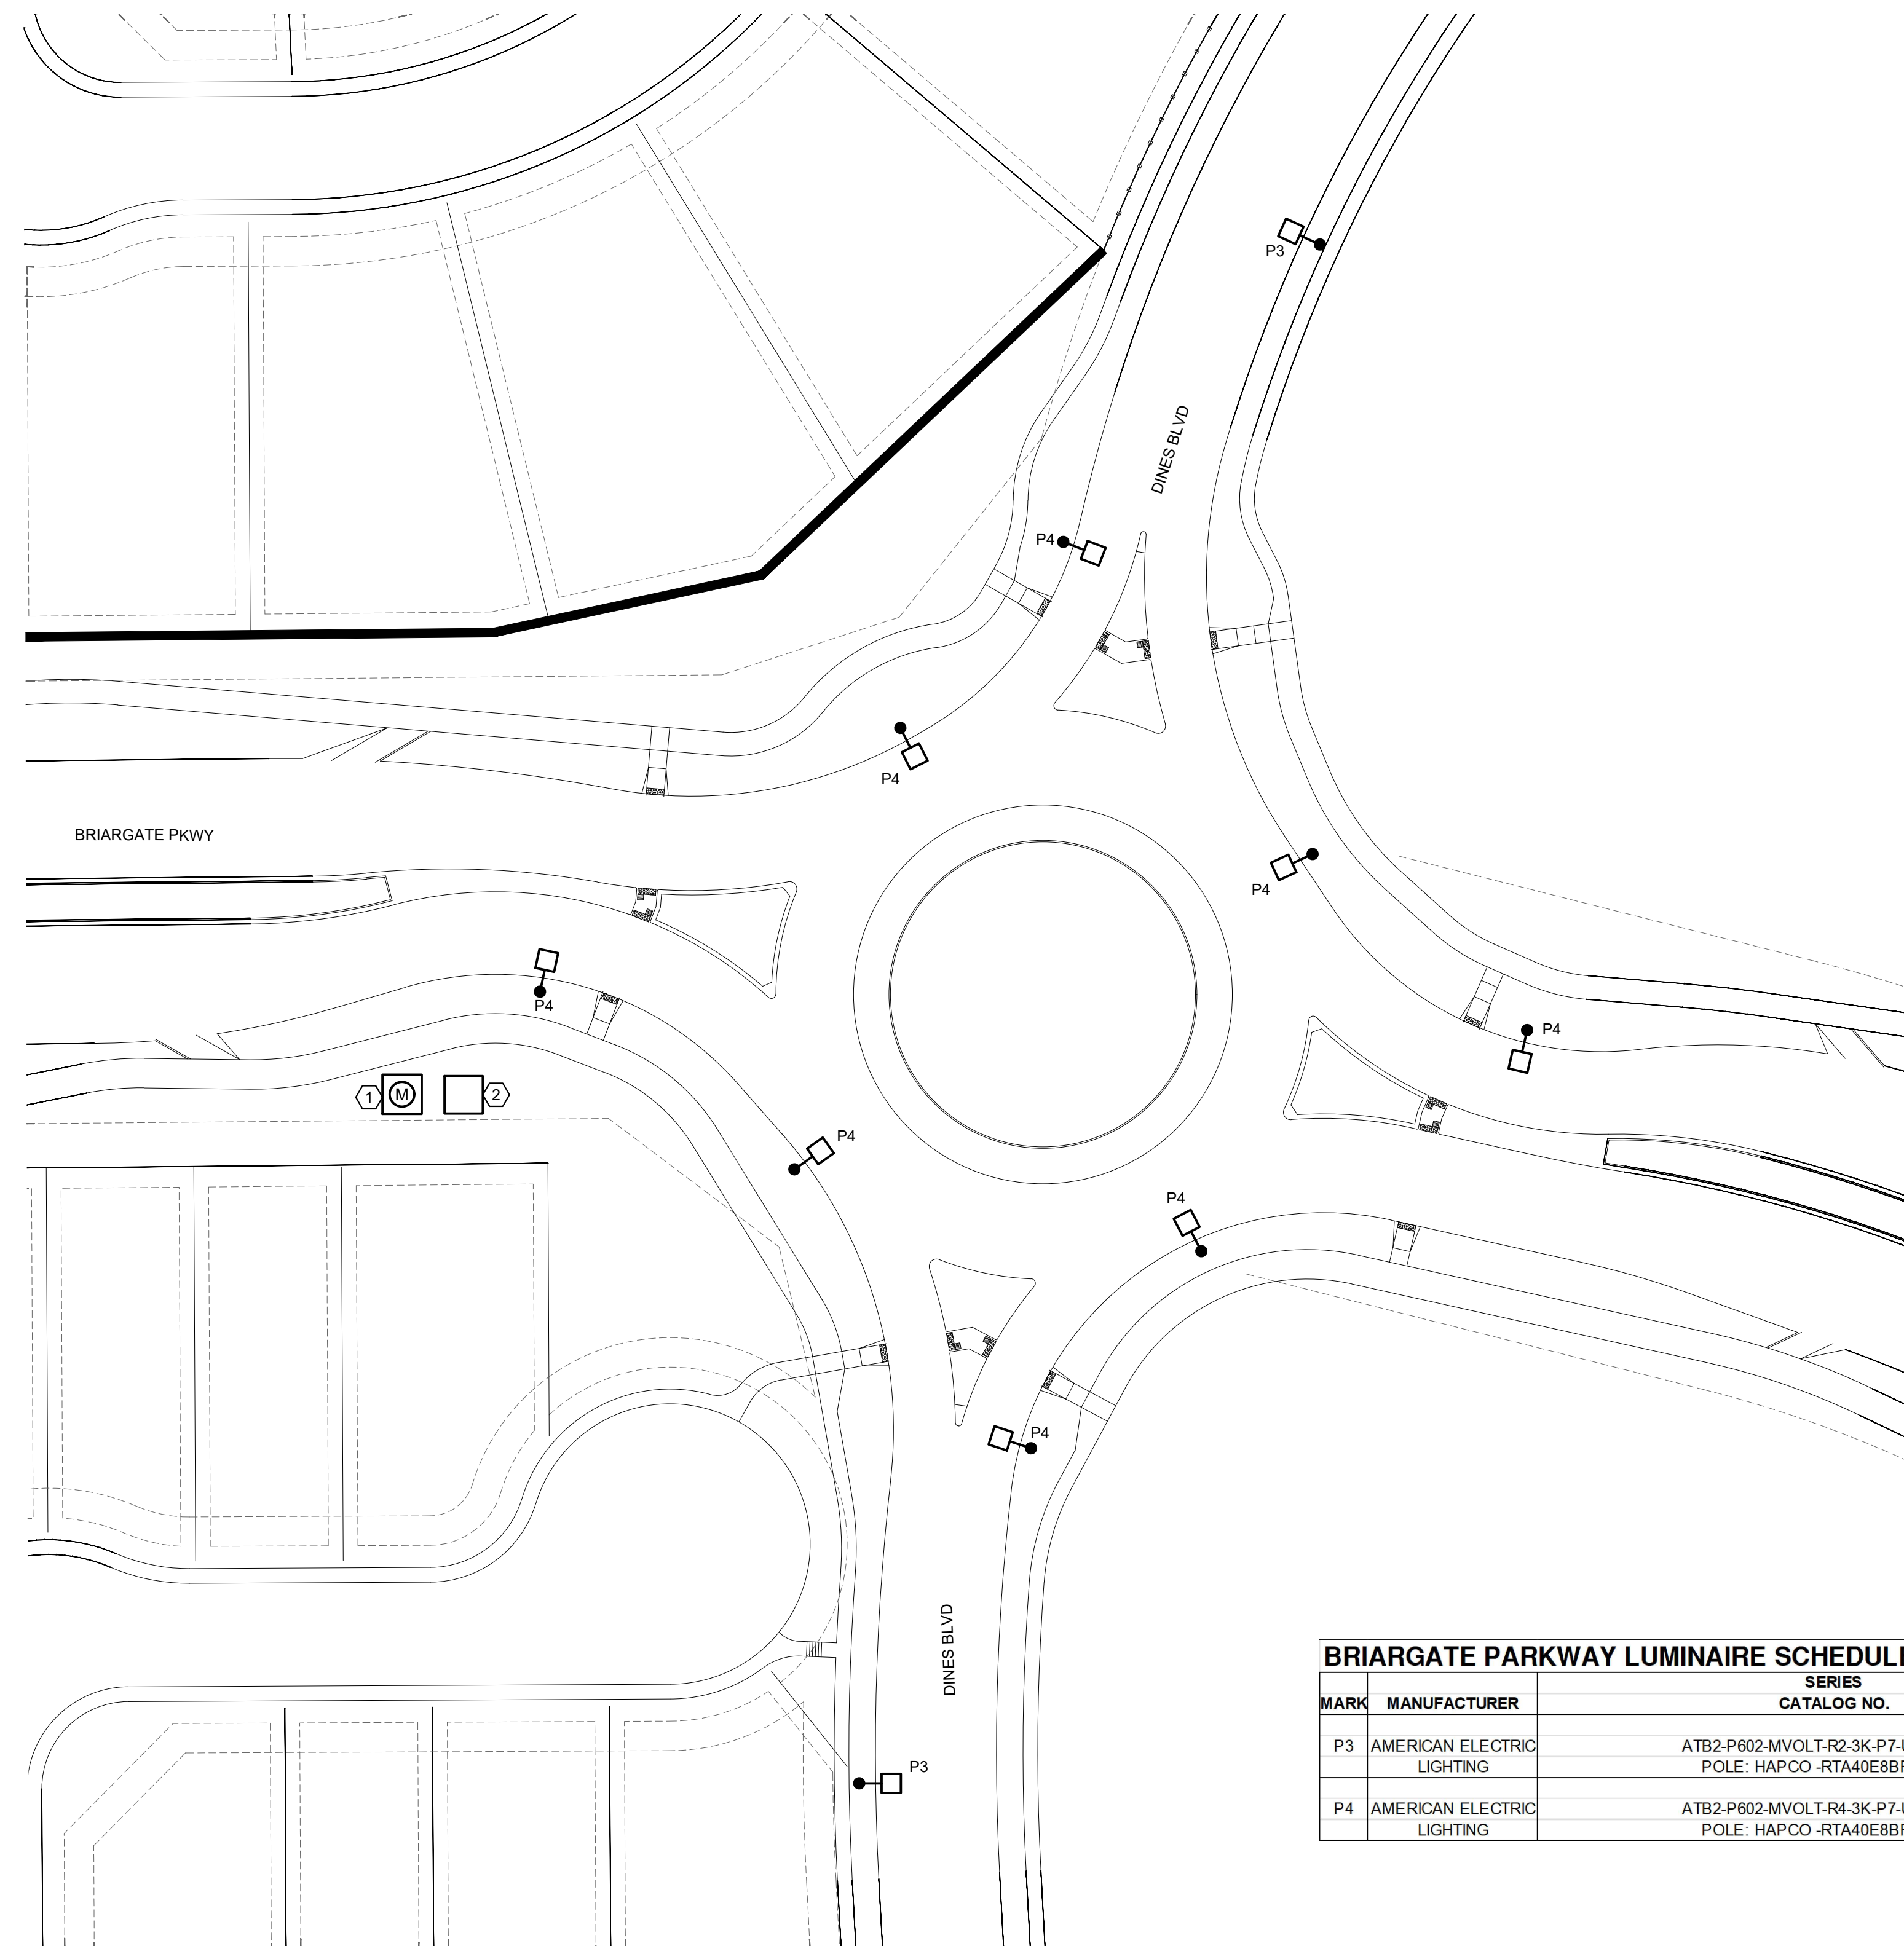 P3
DINES BLVD
P4
P4
BRIARGATE PKWY
P4
P4
P4
1
M
2
P4
P4
P4
DINES BLVD
P3
BRIARGATE PARKWAY LUMINAIRE SCHEDUL
SERIES
MARK MANUFACTURER CATALOG NO.
P3 AMERICAN ELECTRIC ATB2-P602-MVOLT-R2-3K-P7-
LIGHTING POLE: HAPCO -RTA40E8B
P4 AMERICAN ELECTRIC ATB2-P602-MVOLT-R4-3K-P7-
LIGHTING POLE: HAPCO -RTA40E8B